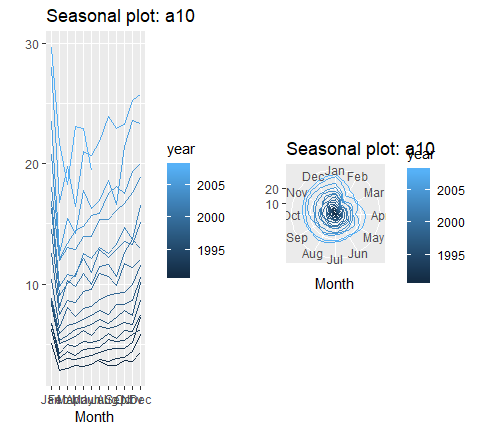 Seasonal plot: a10
30
20
10
Month
year
2005
2000
1995
Seasonal plot: a10
Jan
Feb
Mar
Ap
May
Jun
Jul
Aug
Sep
Oct
Nov
Dec
20
10
Month
year
2005
2000
1995